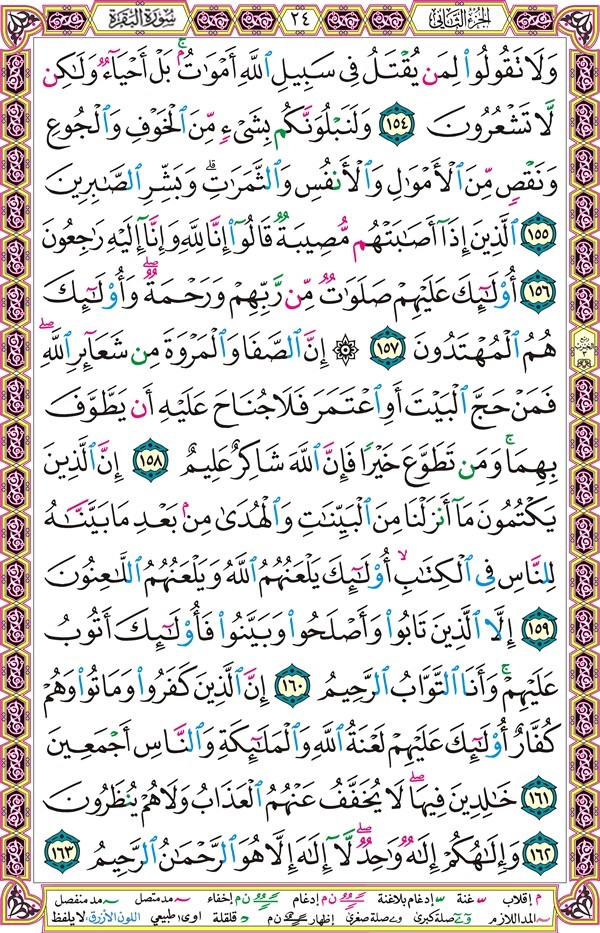 الجزء الثاني ٢٤ سورة البقرة
وَلَا تَقُولُوا۟ لِمَن يُقْتَلُ فِى سَبِيلِ ٱللَّهِ أَمْوَٰتٌۢ ۚ بَلْ أَحْيَآءٌ وَلَٰكِن
لَّا تَشْعُرُونَ ١٥٤ وَلَنَبْلُوَنَّكُم بِشَىْءٍ مِّنَ ٱلْخَوْفِ وَٱلْجُوعِ
وَنَقْصٍ مِّنَ ٱلْأَمْوَٰلِ وَٱلْأَنفُسِ وَٱلثَّمَرَٰتِ ۗ وَبَشِّرِ ٱلصَّٰبِرِينَ
١٥٥ ٱلَّذِينَ إِذَآ أَصَٰبَتْهُم مُّصِيبَةٌ قَالُوٓا۟ إِنَّا لِلَّهِ وَإِنَّآ إِلَيْهِ رَٰجِعُونَ
١٥٦ أُو۟لَٰٓئِكَ عَلَيْهِمْ صَلَوَٰتٌ مِّن رَّبِّهِمْ وَرَحْمَةٌ ۖ وَأُو۟لَٰٓئِكَ
هُمُ ٱلْمُهْتَدُونَ ١٥٧ ۞ إِنَّ ٱلصَّفَا وَٱلْمَرْوَةَ مِن شَعَآئِرِ ٱللَّهِ ۖ
فَمَنْ حَجَّ ٱلْبَيْتَ أَوِ ٱعْتَمَرَ فَلَا جُنَاحَ عَلَيْهِ أَن يَطَّوَّفَ
بِهِمَا ۚ وَمَن تَطَوَّعَ خَيْرًا فَإِنَّ ٱللَّهَ شَاكِرٌ عَلِيمٌ ١٥٨ إِنَّ ٱلَّذِينَ
يَكْتُمُونَ مَآ أَنزَلْنَا مِنَ ٱلْبَيِّنَٰتِ وَٱلْهُدَىٰ مِنۢ بَعْدِ مَا بَيَّنَّٰهُ
لِلنَّاسِ فِى ٱلْكِتَٰبِ ۙ أُو۟لَٰٓئِكَ يَلْعَنُهُمُ ٱللَّهُ وَيَلْعَنُهُمُ ٱللَّٰعِنُونَ
١٥٩ إِلَّا ٱلَّذِينَ تَابُوا۟ وَأَصْلَحُوا۟ وَبَيَّنُوا۟ فَأُو۟لَٰٓئِكَ أَتُوبُ
عَلَيْهِمْ ۚ وَأَنَا ٱلتَّوَّابُ ٱلرَّحِيمُ ١٦٠ إِنَّ ٱلَّذِينَ كَفَرُوا۟ وَمَاتُوا۟ وَهُمْ
كُفَّارٌ أُو۟لَٰٓئِكَ عَلَيْهِمْ لَعْنَةُ ٱللَّهِ وَٱلْمَلَٰٓئِكَةِ وَٱلنَّاسِ أَجْمَعِينَ
١٦١ خَٰلِدِينَ فِيهَا ۖ لَا يُخَفَّفُ عَنْهُمُ ٱلْعَذَابُ وَلَا هُمْ يُنظَرُونَ
١٦٢ وَإِلَٰهُكُمْ إِلَٰهٌ وَٰحِدٌ ۖ لَّآ إِلَٰهَ إِلَّا هُوَ ٱلرَّحْمَٰنُ ٱلرَّحِيمُ ١٦٣
م إقلاب غنة إدغام بلاغنة ن م إدغام ن م إخفاء مد متصل مد منفصل
المد اللازم صلة كبرى صلة صغرى إظهار ن م قلقلة اوى طبيعي اللون الأزرق: لا يلفظ